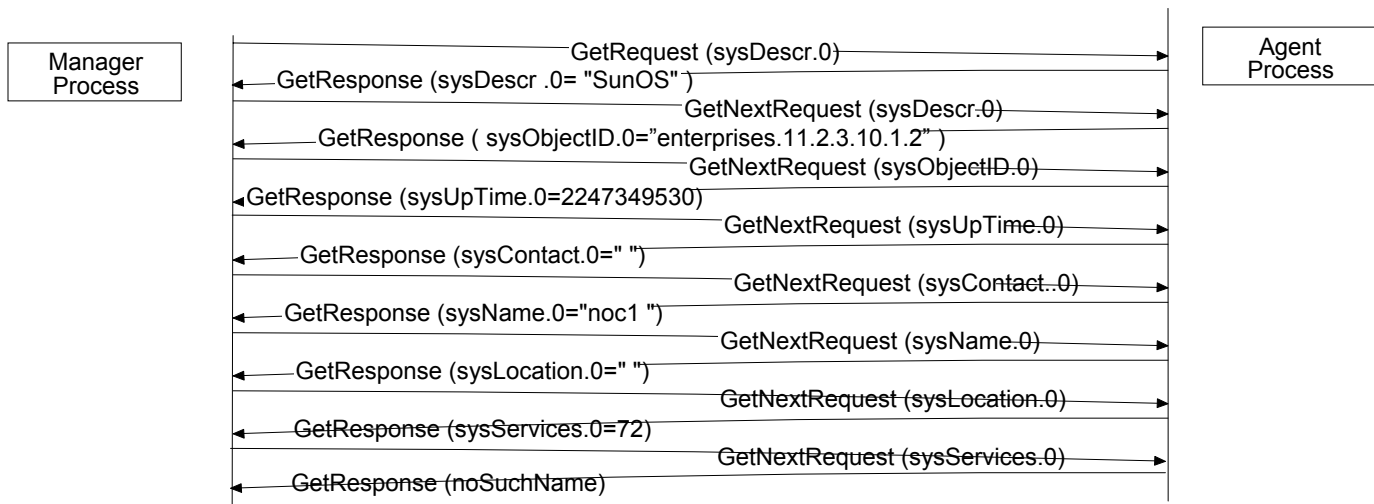 Manager
Process
Agent
Process
GetRequest (sysDescr.0)
GetResponse (sysDescr .0= "SunOS" )
GetNextRequest (sysDescr.0)
GetResponse ( sysObjectID.0=”enterprises.11.2.3.10.1.2” )
GetNextRequest (sysObjectID.0)
GetResponse (sysUpTime.0=2247349530)
GetNextRequest (sysUpTime.0)
GetResponse (sysContact.0=" ")
GetNextRequest (sysContact..0)
GetResponse (sysName.0="noc1 ")
GetNextRequest (sysName.0)
GetResponse (sysLocation.0=" ")
GetNextRequest (sysLocation.0)
GetResponse (sysServices.0=72)
GetNextRequest (sysServices.0)
GetResponse (noSuchName)